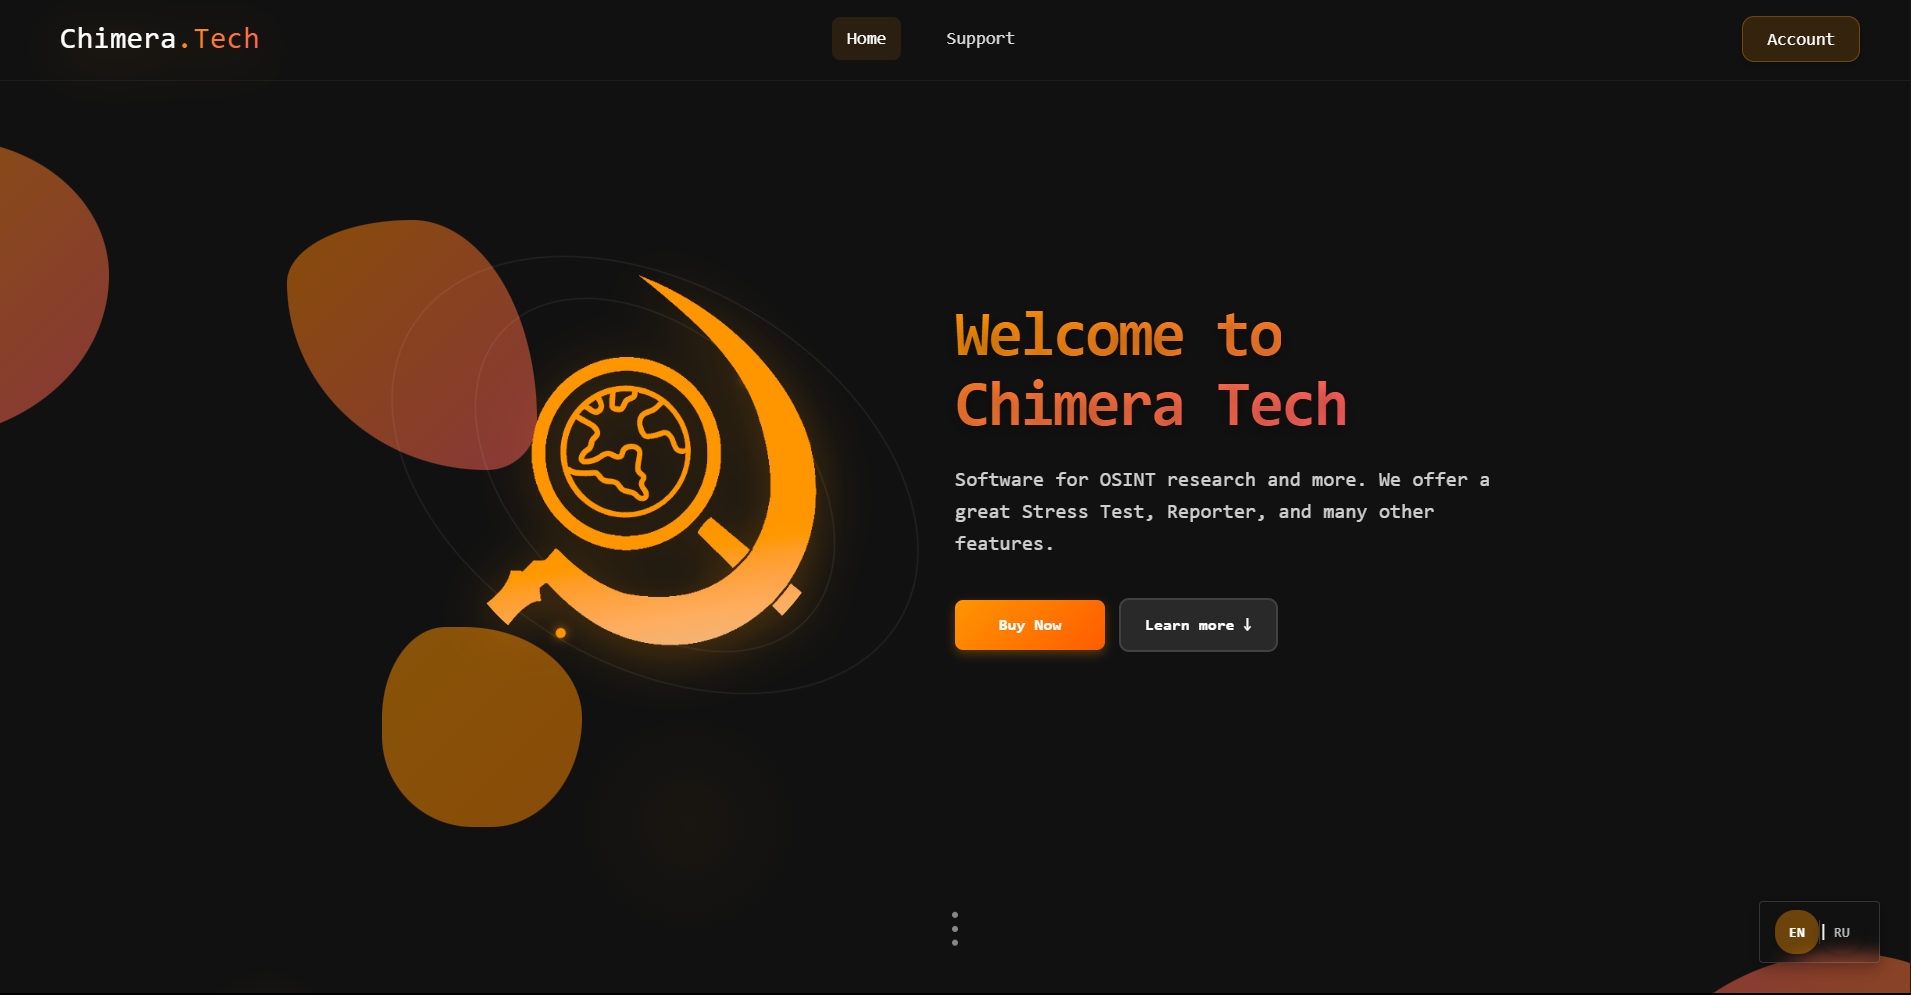 Chimera.Tech
Home
Support
Account
Welcome to
Chimera Tech
Software for OSINT research and more. We offer a
great Stress Test, Reporter, and many other
features.
Buy Now
Learn more ↓
EN | RU